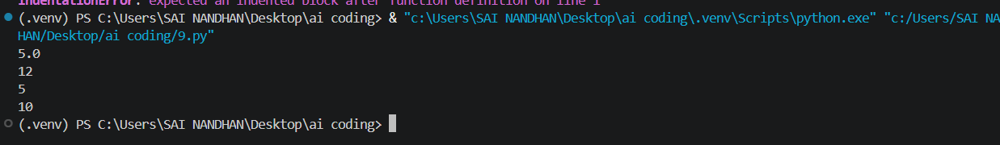 IndentationError: expected an indented block after function definition on line 1
(.venv) PS C:\Users\SAI NANDHAN\Desktop\ai coding> & "c:\Users\SAI NANDHAN\Desktop\ai coding\.venv\Scripts\python.exe" "c:/Users/SAI NA
HAN/Desktop/ai coding/9.py"
5.0
12
5
10
(.venv) PS C:\Users\SAI NANDHAN\Desktop\ai coding>